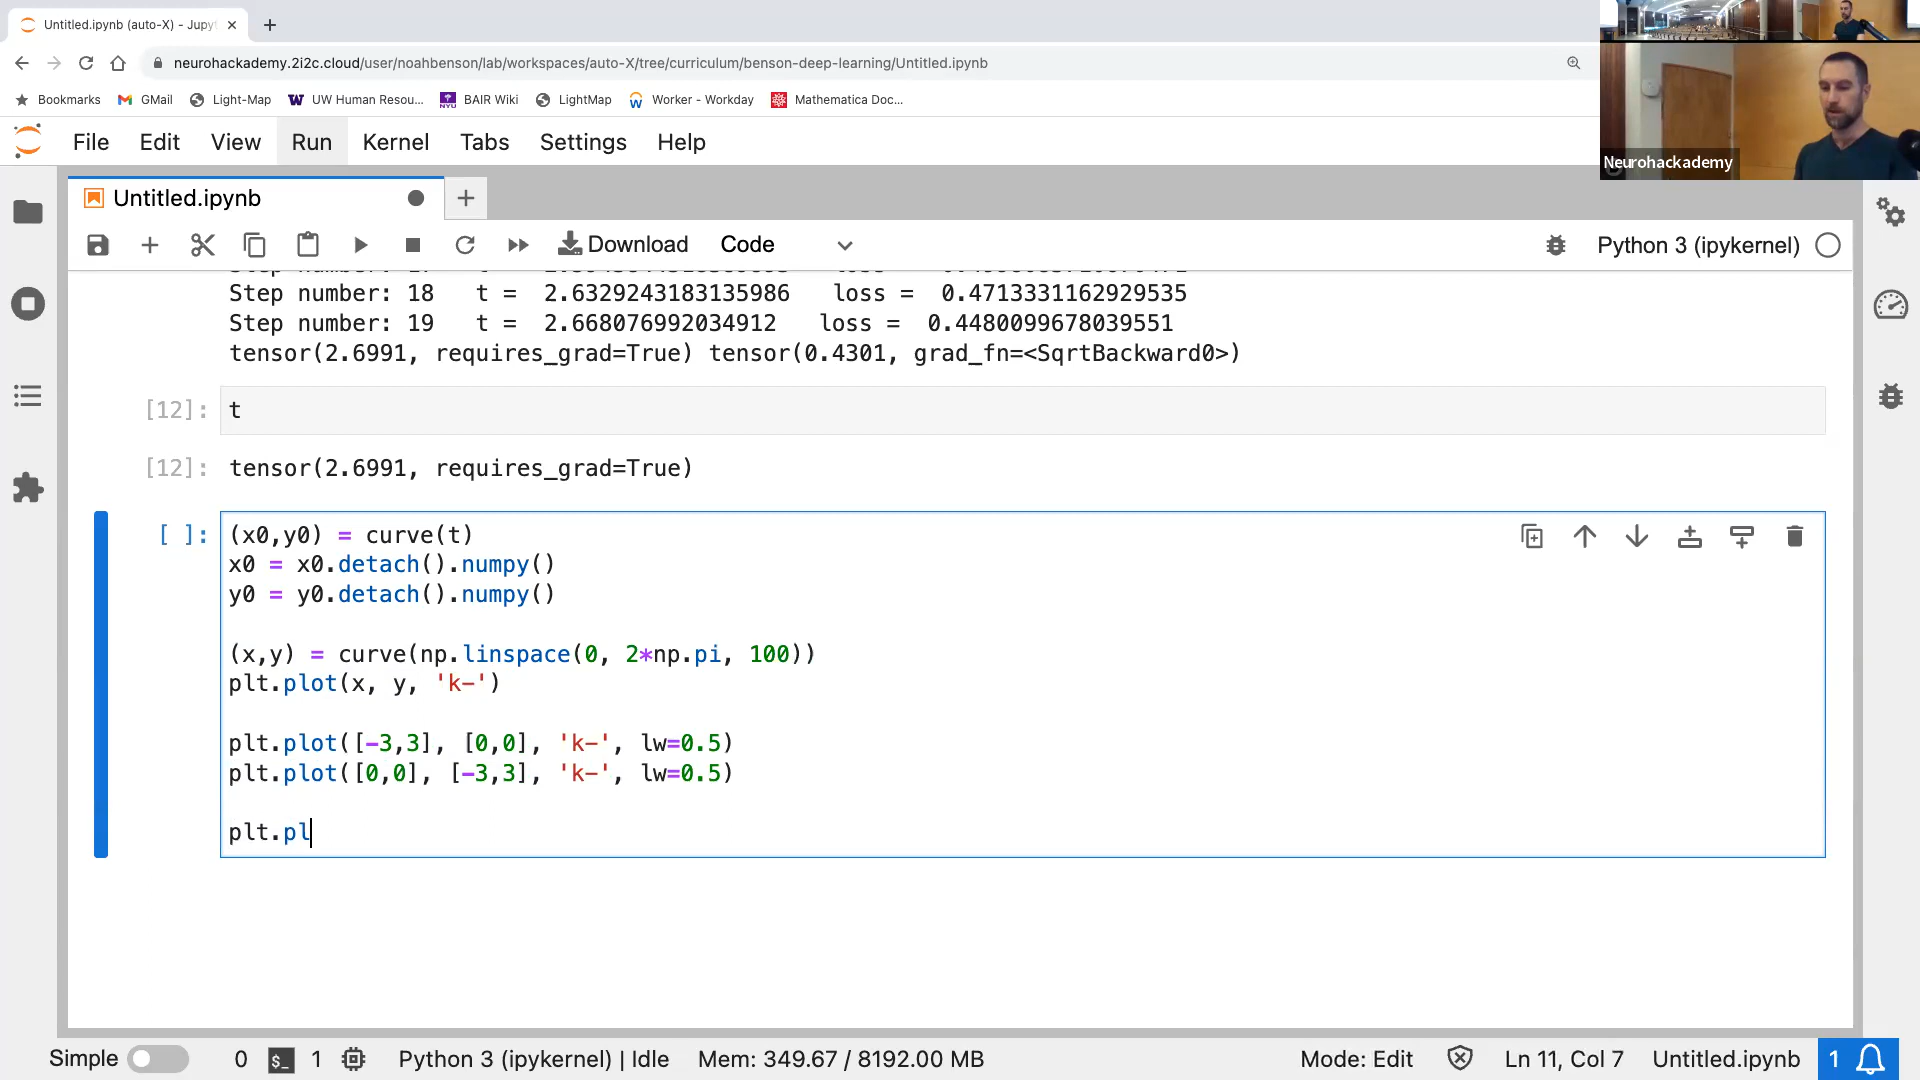 Untitled.ipynb (auto-X) - Jupyt
neurohackademy.2i2c.cloud/user/noahbenson/lab/workspaces/auto-X/tree/curriculum/benson-deep-learning/Untitled.ipynb
Bookmarks GMail Light-Map UW Human Resou... BAIR Wiki LightMap Worker - Workday Mathematica Doc...
File Edit View Run Kernel Tabs Settings Help
Neurohackademy
Untitled.ipynb
Download Code Python 3 (ipykernel)
Step number: 18 t = 2.6329243183135986 loss = 0.4713331162929535
Step number: 19 t = 2.668076992034912 loss = 0.4480099678039551
tensor(2.6991, requires_grad=True) tensor(0.4301, grad_fn=<SqrtBackward0>)
[12]: t
[12]: tensor(2.6991, requires_grad=True)
[ ]: (x0,y0) = curve(t)
x0 = x0.detach().numpy()
y0 = y0.detach().numpy()
(x,y) = curve(np.linspace(0, 2*np.pi, 100))
plt.plot(x, y, 'k-')
plt.plot([-3,3], [0,0], 'k-', lw=0.5)
plt.plot([0,0], [-3,3], 'k-', lw=0.5)
plt.pl
Simple 0 $_ 1 Python 3 (ipykernel) | Idle Mem: 349.67 / 8192.00 MB Mode: Edit Ln 11, Col 7 Untitled.ipynb 1